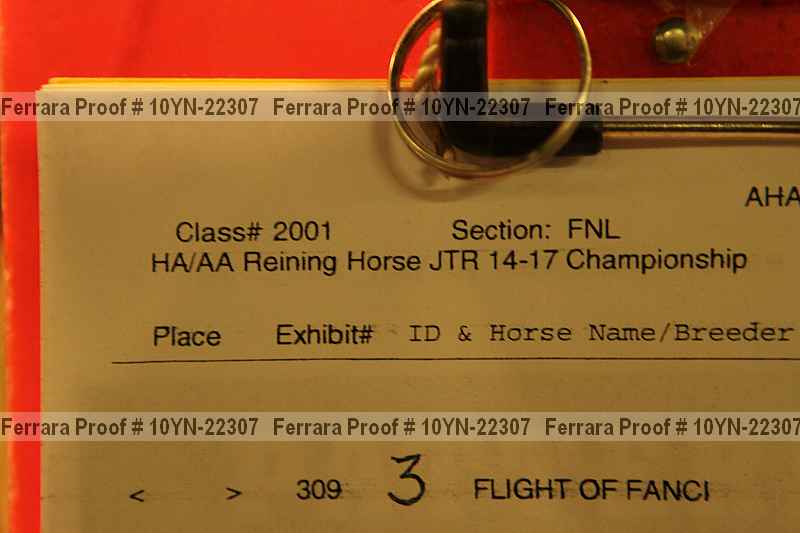 Ferrara Proof # 10YN-22307 Ferrara Proof # 10YN-22307 Ferrara Proof # 10YN-22307
AHA
Class# 2001 Section: FNL
HA/AA Reining Horse JTR 14-17 Championship
Place Exhibit# ID & Horse Name/Breeder
Ferrara Proof # 10YN-22307 Ferrara Proof # 10YN-22307 Ferrara Proof # 10YN-22307
< > 309 3 FLIGHT OF FANCI